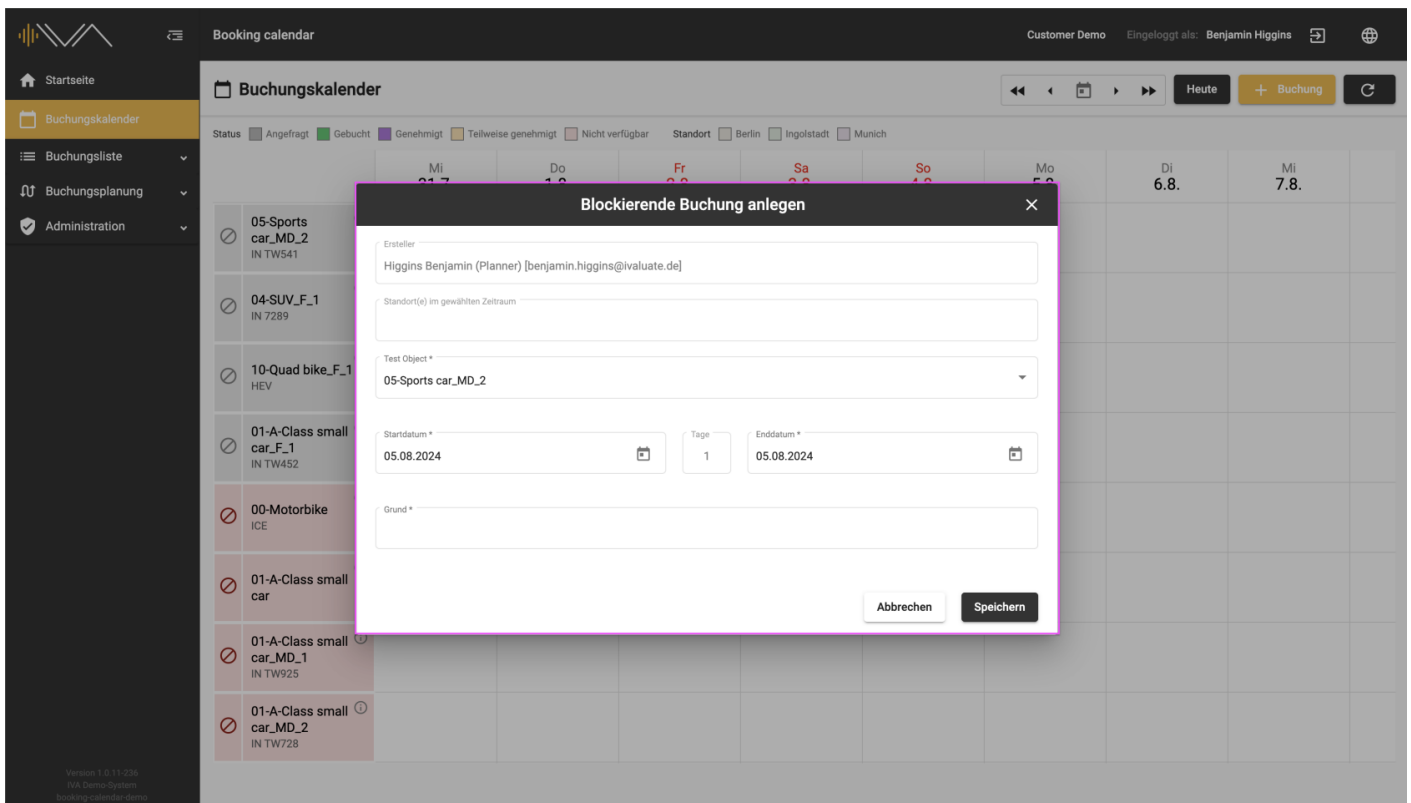 IVA
Booking calendar
Customer Demo
Eingeloggt als: Benjamin Higgins
Startseite
Buchungskalender
Buchungsliste
Buchungsplanung
Administration
Buchungskalender
Heute
+ Buchung
Status Angefragt Gebucht Genehmigt Teilweise genehmigt Nicht verfügbar Standort Berlin Ingolstadt Munich
Mi Do Fr Sa So Mo Di Mi
6.8. 7.8.
05-Sports
car_MD_2
IN TW541
04-SUV_F_1
IN 7289
10-Quad bike_F_1
HEV
01-A-Class small
car_F_1
IN TW452
00-Motorbike
ICE
01-A-Class small
car
01-A-Class small
car_MD_1
IN TW925
01-A-Class small
car_MD_2
IN TW728
Blockierende Buchung anlegen
Ersteller
Higgins Benjamin (Planner) [benjamin.higgins@ivaluate.de]
Standort(e) im gewählten Zeitraum
Test Object *
05-Sports car_MD_2
Startdatum * Tage Enddatum *
05.08.2024 1 05.08.2024
Grund *
Abbrechen Speichern
Version 1.0.11-236
IVA Demo-System
booking-calendar-demo